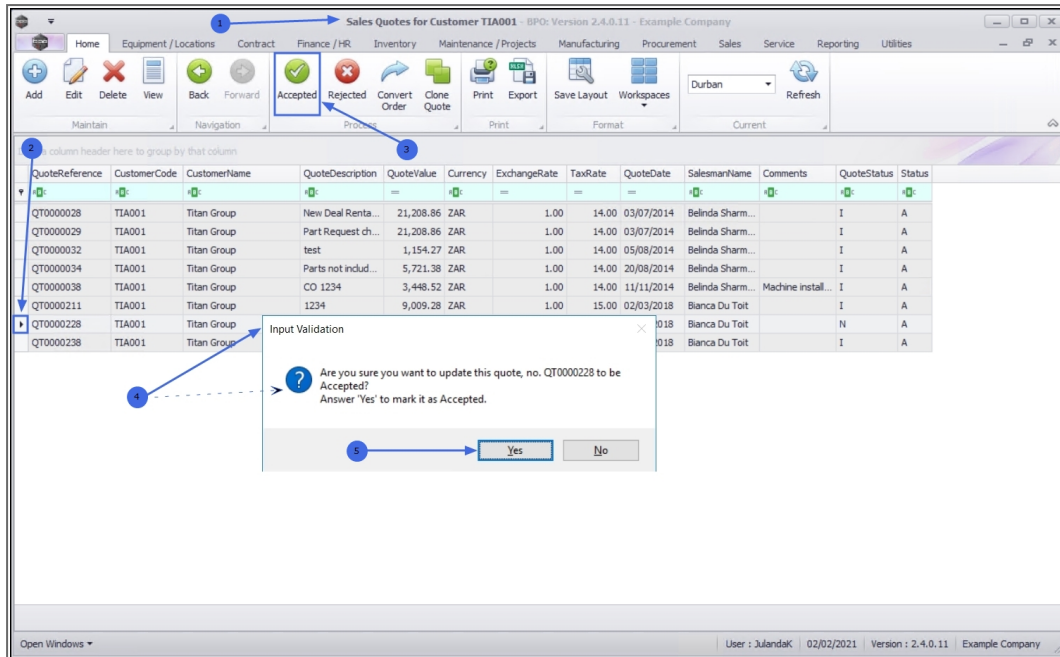 1
Sales Quotes for Customer TIA001 - BPO: Version 2.4.0.11 - Example Company
Home Equipment / Locations Contract Finance / HR Inventory Maintenance / Projects Manufacturing Procurement Sales Service Reporting Utilities
Add Edit Delete View Back Forward Accepted Rejected Convert Order Clone Quote Print Export Save Layout Workspaces Durban Refresh
Maintain Navigation Process Print Format Current
2 3
a column header here to group by that column
QuoteReference CustomerCode CustomerName QuoteDescription QuoteValue Currency ExchangeRate TaxRate QuoteDate SalesmanName Comments QuoteStatus Status
= = = =
QT0000028 TIA001 Titan Group New Deal Renta... 21,208.86 ZAR 1.00 14.00 03/07/2014 Belinda Sharm... I A
QT0000029 TIA001 Titan Group Part Request ch... 21,208.86 ZAR 1.00 14.00 03/07/2014 Belinda Sharm... I A
QT0000032 TIA001 Titan Group test 1,154.27 ZAR 1.00 14.00 05/08/2014 Belinda Sharm... I A
QT0000034 TIA001 Titan Group Parts not includ... 5,721.38 ZAR 1.00 14.00 20/08/2014 Belinda Sharm... I A
QT0000038 TIA001 Titan Group CO 1234 3,448.52 ZAR 1.00 14.00 11/11/2014 Belinda Sharm... Machine install... I A
QT0000211 TIA001 Titan Group 1234 9,009.28 ZAR 1.00 15.00 02/03/2018 Bianca Du Toit I A
QT0000228 TIA001 Titan Group 2018 Bianca Du Toit N A
QT0000238 TIA001 Titan Group 2018 Bianca Du Toit I A
Input Validation
4
Are you sure you want to update this quote, no. QT0000228 to be
Accepted?
Answer 'Yes' to mark it as Accepted.
5 Yes No
Open Windows User : JulandaK 02/02/2021 Version : 2.4.0.11 Example Company